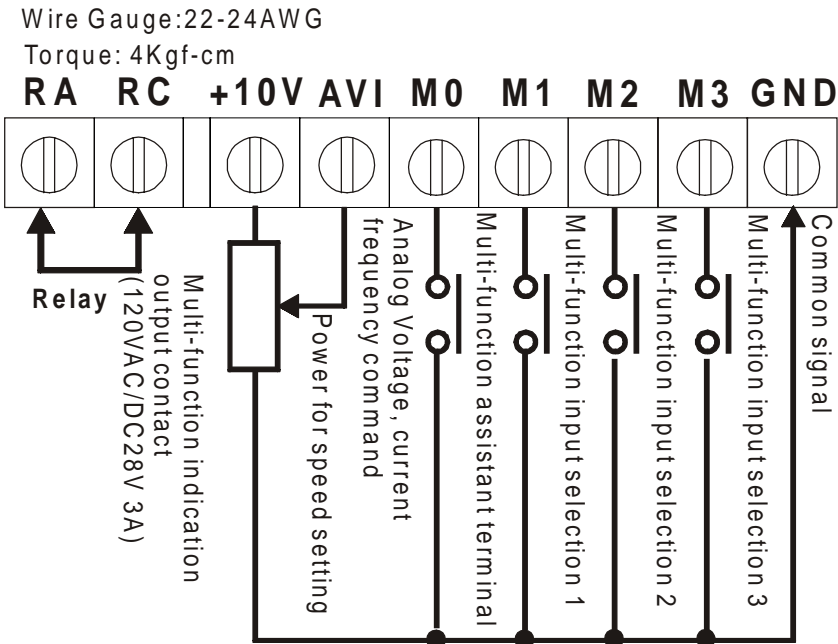 Wire Gauge:22-24AWG
Torque: 4Kgf-cm
RA RC +10V AVI M0 M1 M2 M3 GND
Relay
Multi-function indication
output contact
(120VAC/DC28V 3A)
Power for speed setting
Analog Voltage, current
frequency command
Multi-function assistant terminal
Multi-function input selection 1
Multi-function input selection 2
Multi-function input selection 3
Common signal